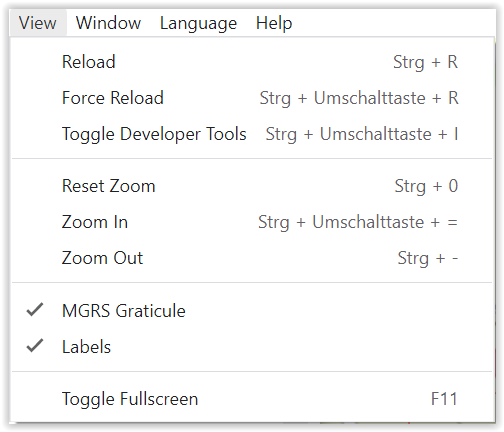 View Window Language Help
Reload Strg + R
Force Reload Strg + Umschalttaste + R
Toggle Developer Tools Strg + Umschalttaste + I
Reset Zoom Strg + 0
Zoom In Strg + Umschalttaste + =
Zoom Out Strg + -
MGRS Graticule
Labels
Toggle Fullscreen F11